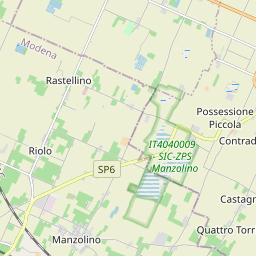 Modena
Rastellino
Possessione
Piccola
IT4040009
- SIC-ZPS
Manzolino
Contrad
Riolo
SP6
Castagn
Quattro Torr
Manzolino